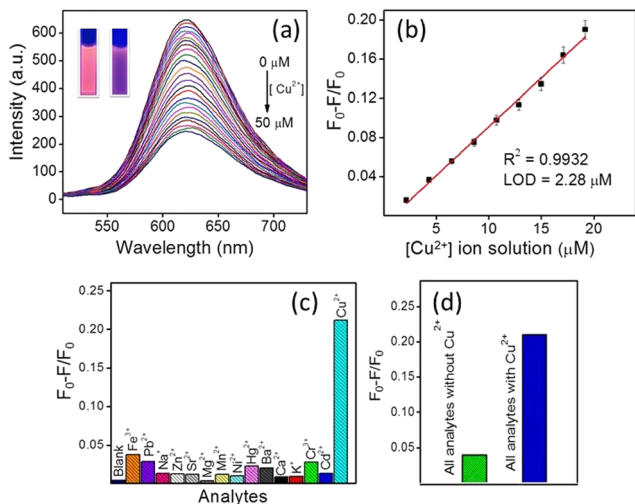 (a)
600
500
400
300
200
100
0
Intensity (a.u.)
0 μM
[ Cu²⁺]
50 μM
550
600
650
700
Wavelength (nm)
(b)
0.20
0.16
0.12
0.08
0.04
F₀-F/F₀
R² = 0.9932
LOD = 2.28 μM
5
10
15
20
[Cu²⁺] ion solution (μM)
(c)
0.25
0.20
0.15
0.10
0.05
F₀-F/F₀
Blank
Fe³⁺
Pb²⁺
Na⁺
Zn²⁺
Sr²⁺
Mg²⁺
Mn²⁺
Ni²⁺
Hg²⁺
Ba²⁺
Ca²⁺
K⁺
Cr³⁺
Cd²⁺
Cu²⁺
Analytes
(d)
0.25
0.20
0.15
0.10
0.05
F₀-F/F₀
All analytes without Cu²⁺
All analytes with Cu²⁺